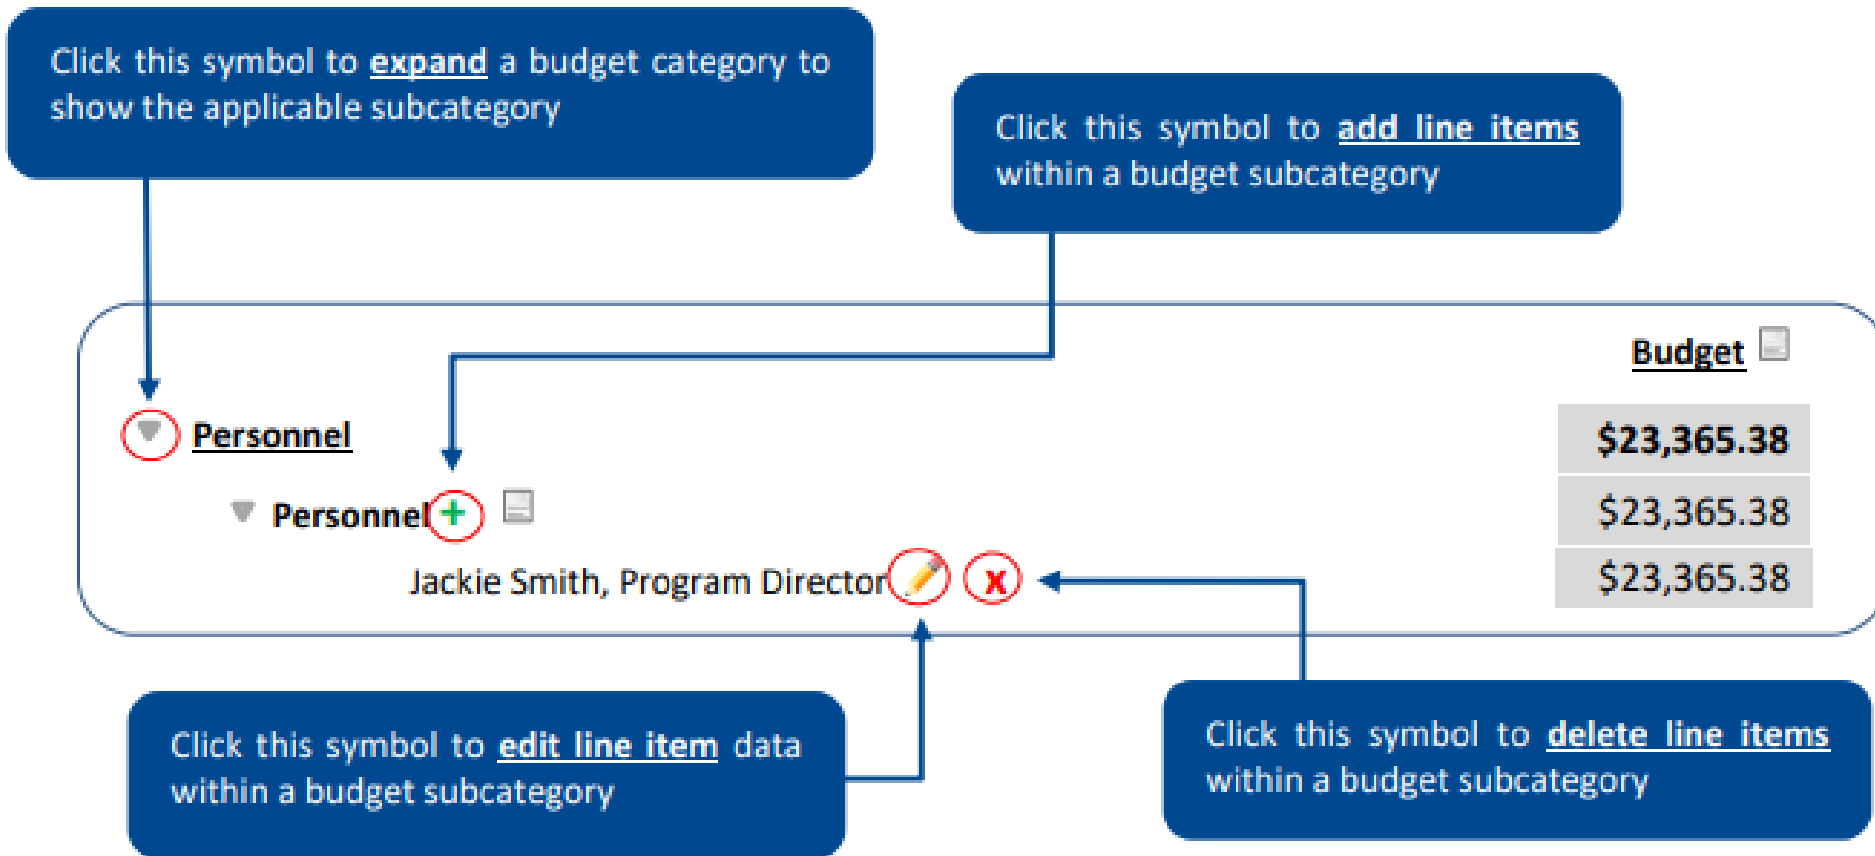 Click this symbol to expand a budget category to
show the applicable subcategory
Click this symbol to add line items
within a budget subcategory
Budget
Personnel $23,365.38
Personnel + $23,365.38
Jackie Smith, Program Director x $23,365.38
Click this symbol to edit line item data
within a budget subcategory
Click this symbol to delete line items
within a budget subcategory